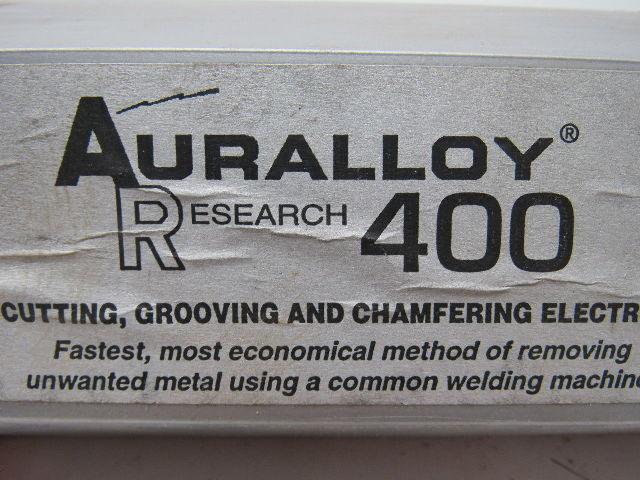 AURALLOY®
RESEARCH 400
CUTTING, GROOVING AND CHAMFERING ELECTR
Fastest, most economical method of removing
unwanted metal using a common welding machine